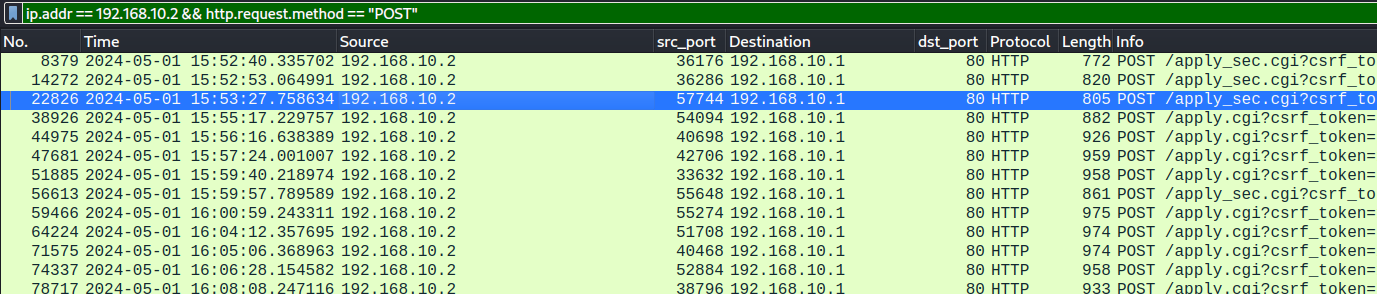 ip.addr == 192.168.10.2 && http.request.method == "POST"
No. Time Source src_port Destination dst_port Protocol Length Info
8379 2024-05-01 15:52:40.335702 192.168.10.2 36176 192.168.10.1 80 HTTP 772 POST /apply_sec.cgi?csrf_to
14272 2024-05-01 15:52:53.064991 192.168.10.2 36286 192.168.10.1 80 HTTP 820 POST /apply_sec.cgi?csrf_to
22826 2024-05-01 15:53:27.758634 192.168.10.2 57744 192.168.10.1 80 HTTP 805 POST /apply_sec.cgi?csrf_to
38926 2024-05-01 15:55:17.229757 192.168.10.2 54094 192.168.10.1 80 HTTP 882 POST /apply.cgi?csrf_token=
44975 2024-05-01 15:56:16.638389 192.168.10.2 40698 192.168.10.1 80 HTTP 926 POST /apply.cgi?csrf_token=
47681 2024-05-01 15:57:24.001007 192.168.10.2 42706 192.168.10.1 80 HTTP 959 POST /apply.cgi?csrf_token=
51885 2024-05-01 15:59:40.218974 192.168.10.2 33632 192.168.10.1 80 HTTP 958 POST /apply.cgi?csrf_token=
56613 2024-05-01 15:59:57.789589 192.168.10.2 55648 192.168.10.1 80 HTTP 861 POST /apply_sec.cgi?csrf_to
59466 2024-05-01 16:00:59.243311 192.168.10.2 55274 192.168.10.1 80 HTTP 975 POST /apply.cgi?csrf_token=
64224 2024-05-01 16:04:12.357695 192.168.10.2 51708 192.168.10.1 80 HTTP 974 POST /apply.cgi?csrf_token=
71575 2024-05-01 16:05:06.368963 192.168.10.2 40468 192.168.10.1 80 HTTP 974 POST /apply.cgi?csrf_token=
74337 2024-05-01 16:06:28.154582 192.168.10.2 52884 192.168.10.1 80 HTTP 958 POST /apply.cgi?csrf_token=
78717 2024-05-01 16:08:08.247116 192.168.10.2 38796 192.168.10.1 80 HTTP 933 POST /apply.cgi?csrf_token=